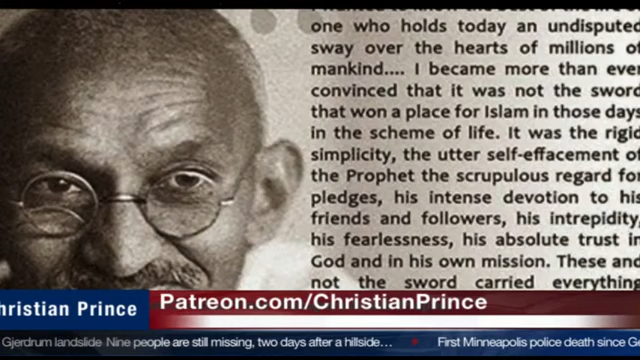 one who holds today an undisputed
sway over the hearts of millions of
mankind.... I became more than ever
convinced that it was not the sword
that won a place for Islam in those days
in the scheme of life. It was the rigid
simplicity, the utter self-effacement of
the Prophet the scrupulous regard for
pledges, his intense devotion to his
friends and followers, his intrepidity,
his fearlessness, his absolute trust in
God and in his own mission. These and
not the sword carried everything
Christian Prince
Patreon.com/ChristianPrince
Gjerdrum landslide Nine people are still missing, two days after a hillside... First Minneapolis police death since G